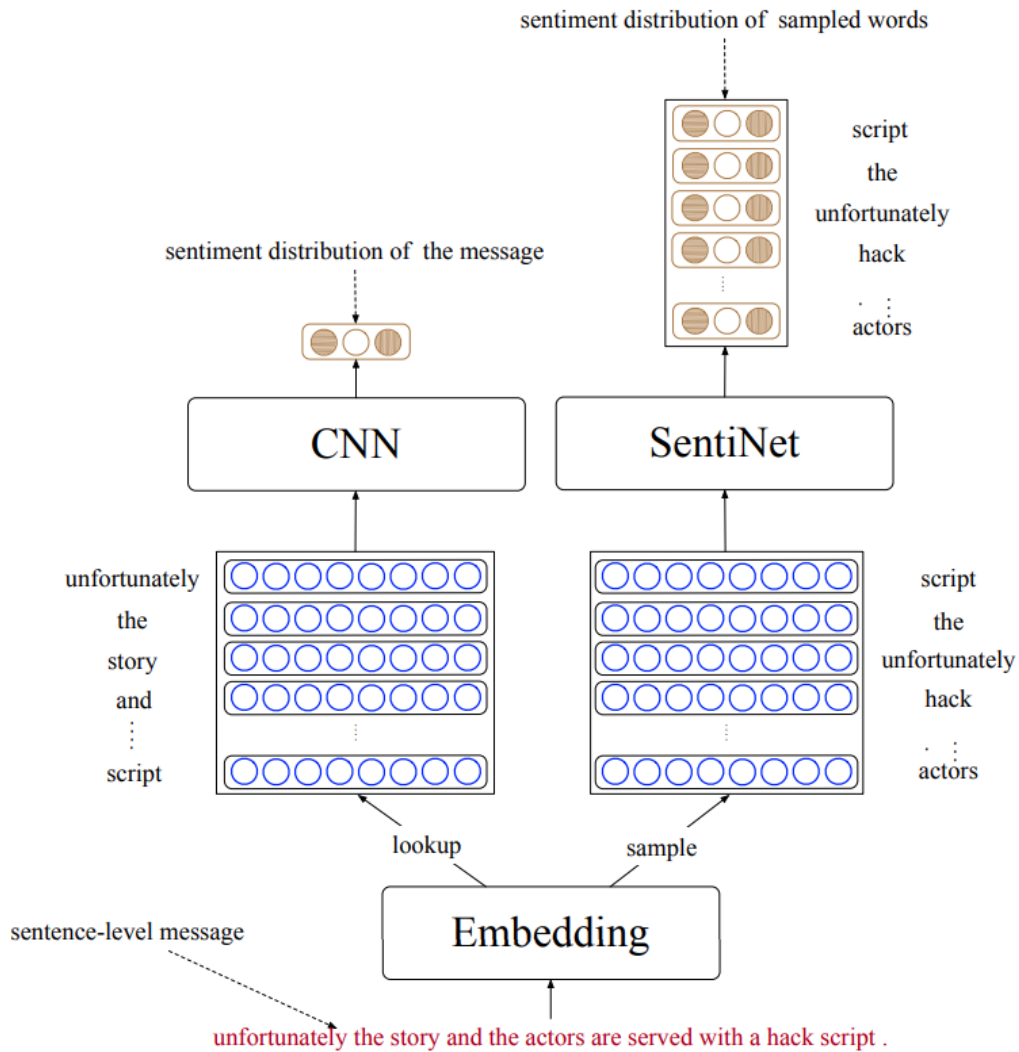 sentiment distribution of sampled words
script
the
unfortunately
hack
actors
sentiment distribution of the message
CNN
SentiNet
unfortunately
the
story
and
script
script
the
unfortunately
hack
actors
lookup
sample
Embedding
sentence-level message
unfortunately the story and the actors are served with a hack script .